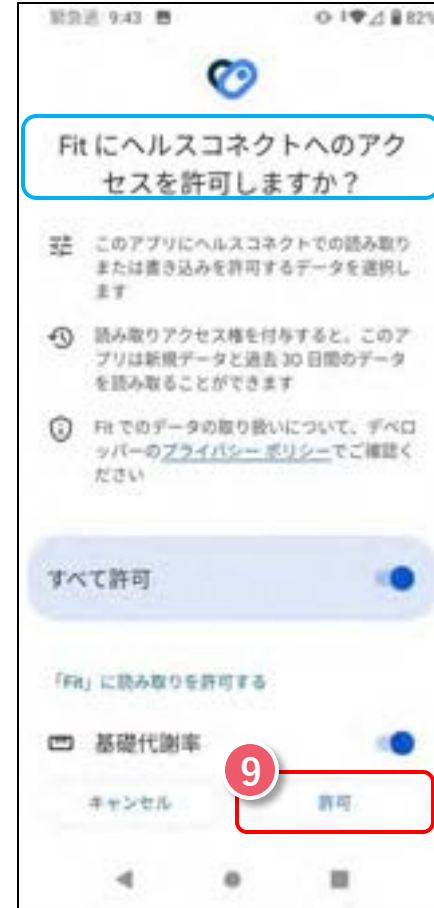 緊急通 9:43 82%
Fit にヘルスコネクトへのアク
セスを許可しますか？
このアプリにヘルスコネクトでの読み取り
または書き込みを許可するデータを選択し
ます
読み取りアクセス権を付与すると、このア
プリは新規データと過去 30 日間のデータ
を読み取ることができます
Fit でのデータの取り扱いについて、デベロ
ッパーのプライバシー ポリシーでご確認く
ださい
すべて許可
「Fit」に読み取りを許可する
基礎代謝率
9
キャンセル 許可